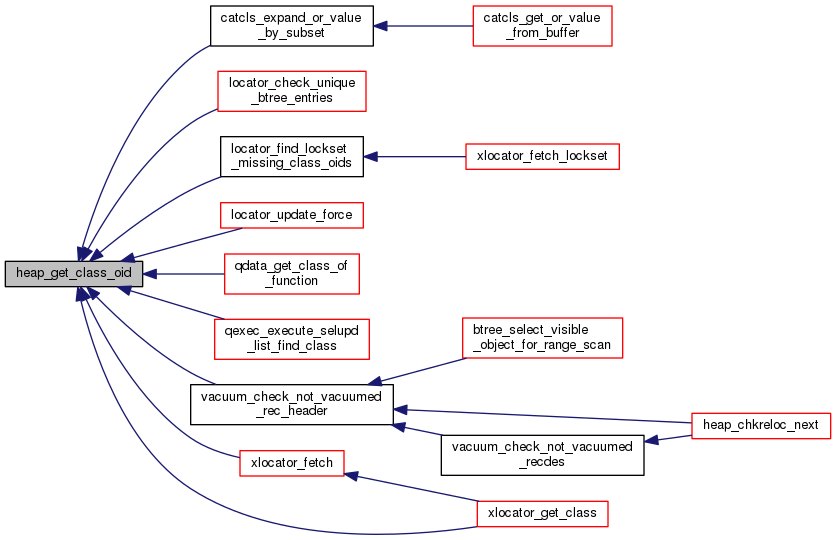 catcls_expand_or_value
_by_subset
catcls_get_or_value
_from_buffer
locator_check_unique
_btree_entries
locator_find_lockset
_missing_class_oids
xlocator_fetch_lockset
locator_update_force
heap_get_class_oid
qdata_get_class_of
_function
qexec_execute_selupd
_list_find_class
btree_select_visible
_object_for_range_scan
vacuum_check_not_vacuumed
_rec_header
heap_chkreloc_next
vacuum_check_not_vacuumed
_recdes
xlocator_fetch
xlocator_get_class